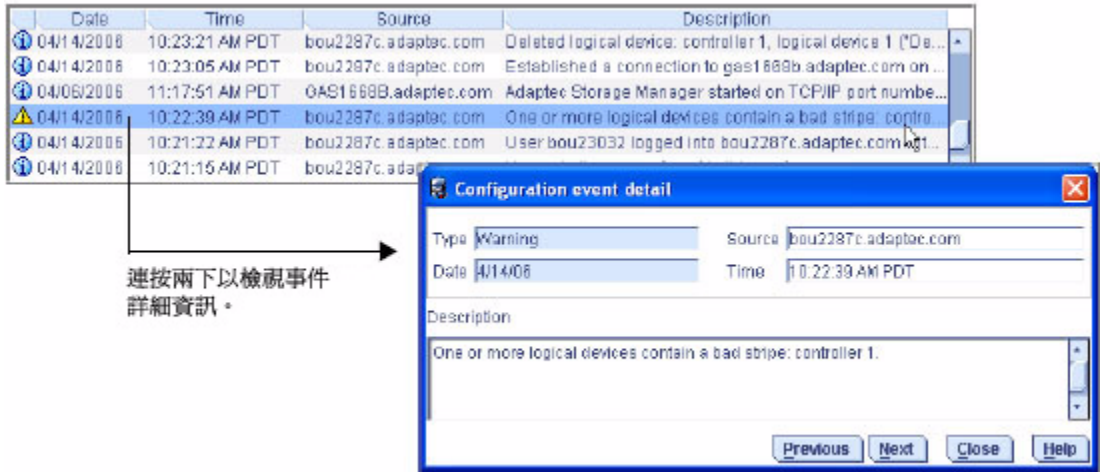 Date Time Source Description
04/14/2006 10:23:21 AM PDT bou2287c.adaptec.com Deleted logical device: controller 1, logical device 1 ("De...
04/14/2006 10:23:05 AM PDT bou2287c.adaptec.com Established a connection to gas1669b.adaptec.com on ...
04/06/2006 11:17:51 AM PDT GAS1669B.adaptec.com Adaptec Storage Manager started on TCP/IP port numbe...
04/14/2006 10:22:39 AM PDT bou2287c.adaptec.com One or more logical devices contain a bad stripe: contro...
04/14/2006 10:21:22 AM PDT bou2287c.adaptec.com User bou23032 logged into bou2287c.adaptec.com
04/14/2006 10:21:15 AM PDT
Configuration event detail
Type Warning Source bou2287c.adaptec.com
Date 4/14/06 Time 10:22:39 AM PDT
Description
One or more logical devices contain a bad stripe: controller 1.
Previous Next Close Help
連按兩下以檢視事件
詳細資訊。